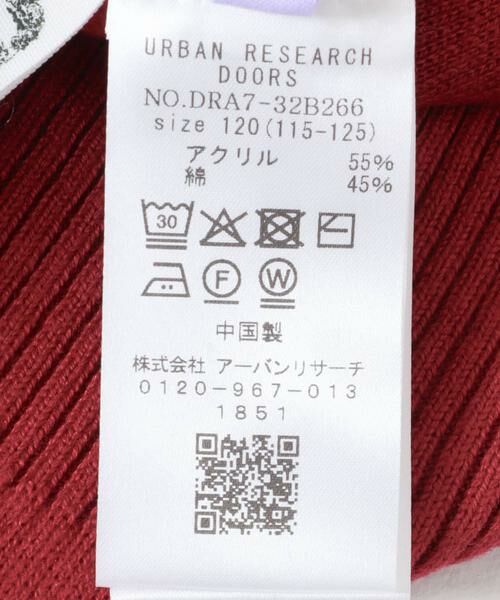 URBAN RESEARCH
DOORS
NO.DRA7-32B266
size 120(115-125)
アクリル 55%
綿 45%
30
F W
中国製
株式会社 アーバンリサーチ
0120-967-013
1851